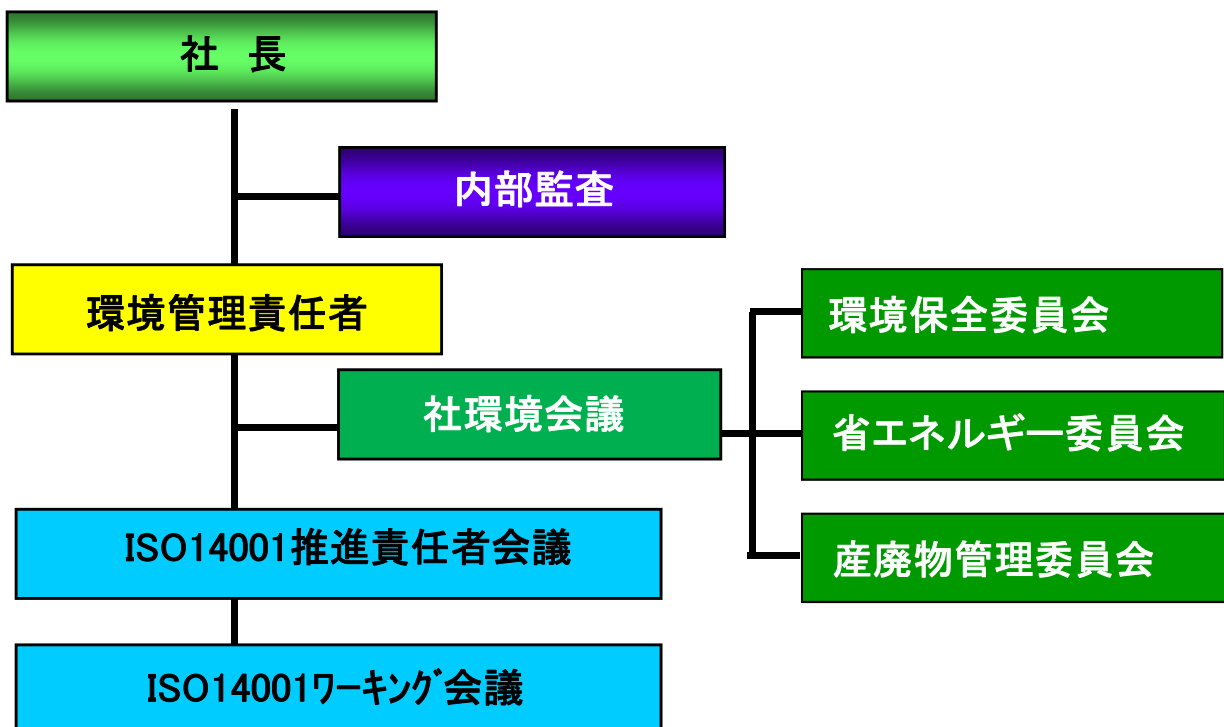 社 長
内部監査
環境管理責任者
環境保全委員会
社環境会議
省エネルギー委員会
ISO14001推進責任者会議
産廃物管理委員会
ISO14001ﾜｰｷﾝｸﾞ会議